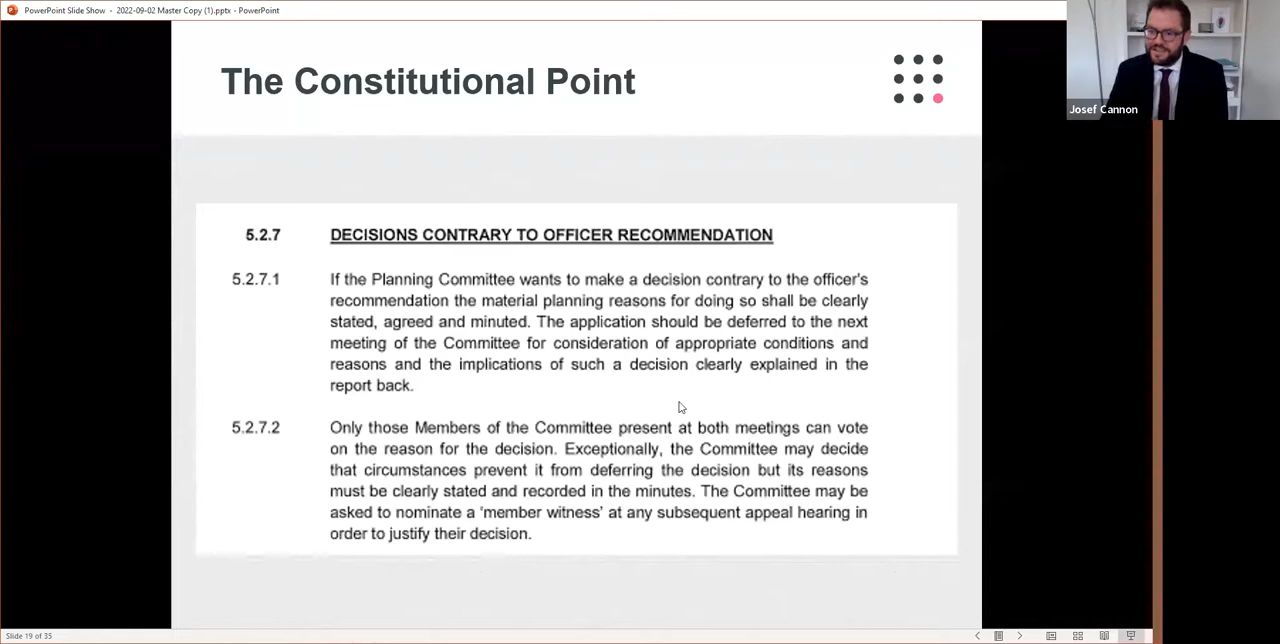 PowerPoint Slide Show - 2022-09-02 Master Copy (1).pptx - PowerPoint
Josef Cannon
The Constitutional Point
5.2.7 DECISIONS CONTRARY TO OFFICER RECOMMENDATION
5.2.7.1 If the Planning Committee wants to make a decision contrary to the officer's
recommendation the material planning reasons for doing so shall be clearly
stated, agreed and minuted. The application should be deferred to the next
meeting of the Committee for consideration of appropriate conditions and
reasons and the implications of such a decision clearly explained in the
report back.
5.2.7.2 Only those Members of the Committee present at both meetings can vote
on the reason for the decision. Exceptionally, the Committee may decide
that circumstances prevent it from deferring the decision but its reasons
must be clearly stated and recorded in the minutes. The Committee may be
asked to nominate a 'member witness' at any subsequent appeal hearing in
order to justify their decision.
Slide 19 of 35